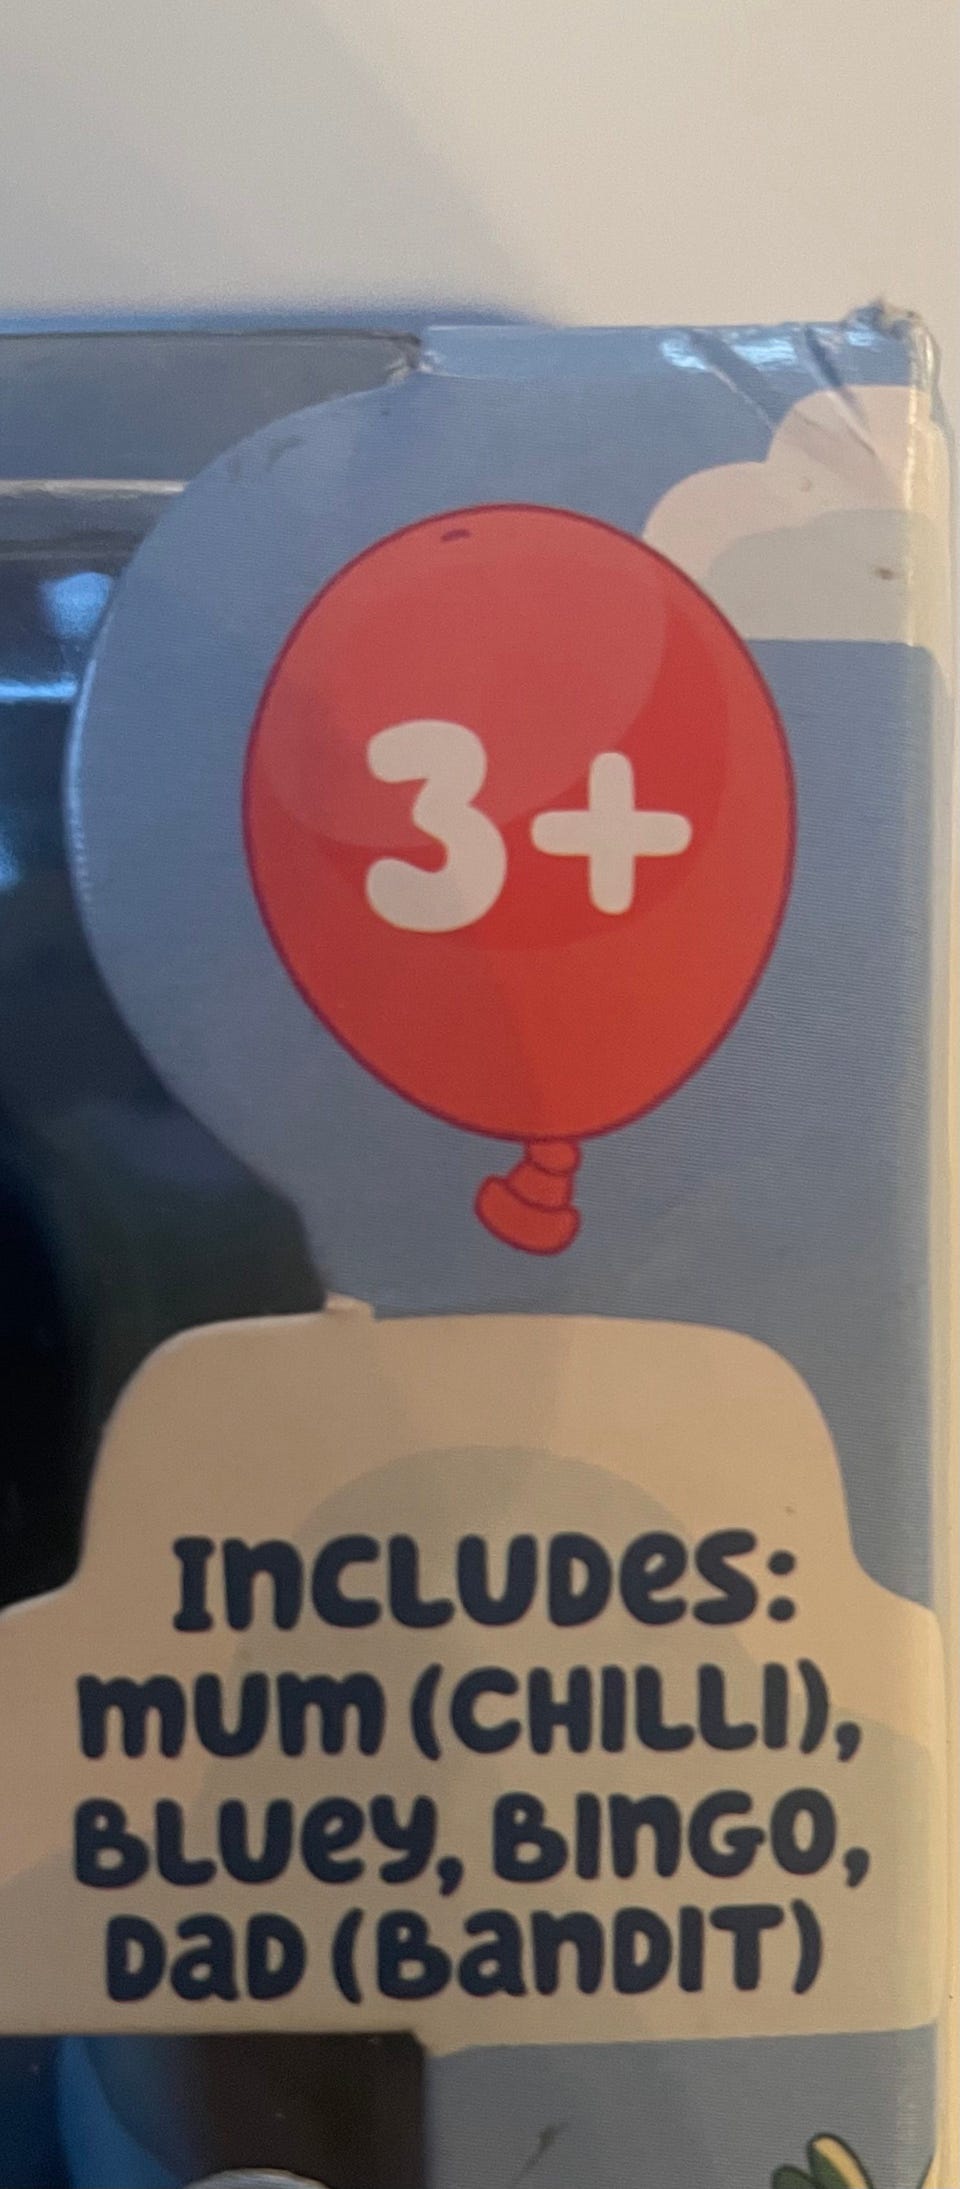 3+
INCLUDES:
MUM (CHILLI),
BLUEY, BINGO,
DAD (BANDIT)